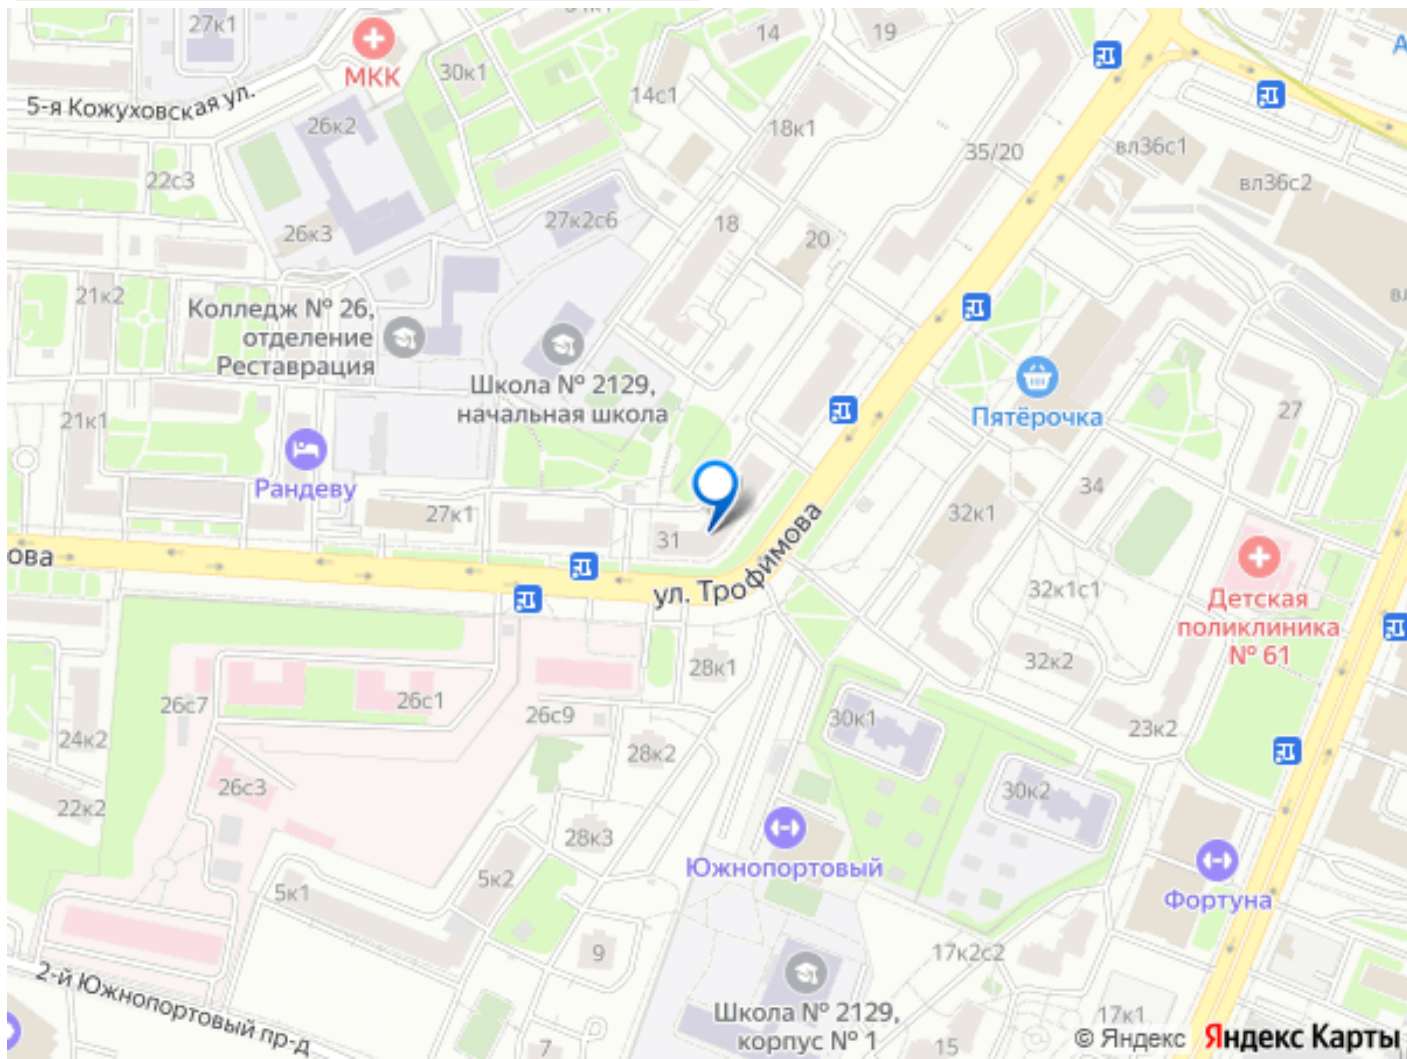 27к1
14
19
МКК
30к1
5-я Кожуховская ул.
14с1
26к2
18к1
35/20
вл36с1
22с3
вл36с2
27к2с6
18
26к3
20
21к2
Колледж № 26,
отделение
Реставрация
Школа № 2129,
начальная школа
Пятёрочка
27
21к1
Рандеву
34
27к1
32к1
31
ова
ул. Трофимова
32к1с1
Детская
поликлиника
№ 61
28к1
32к2
26с7
26с1
26с9
30к1
23к2
24к2
28к2
26с3
22к2
30к2
28к3
Южнопортовый
5к2
5к1
Фортуна
9
17к2с2
2-й Южнопортовый пр-д
Школа № 2129,
корпус № 1
17к1
7
15
© Яндекс Яндекс Карты